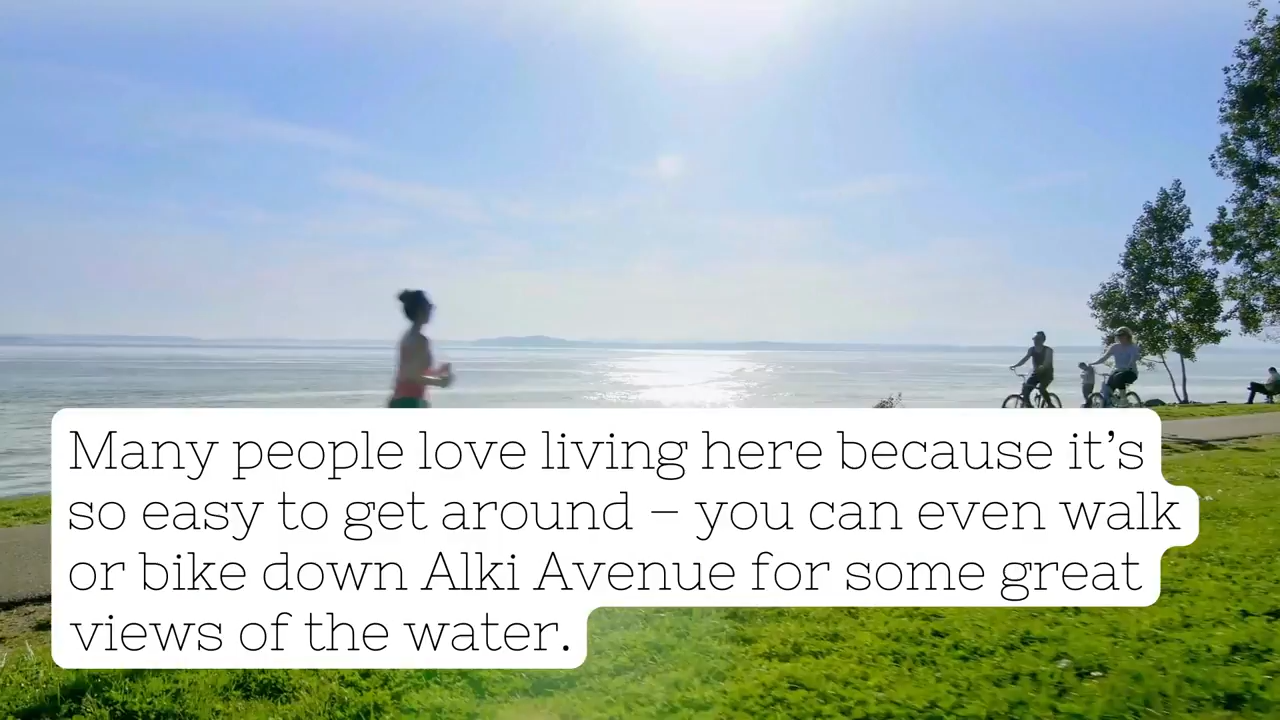 Many people love living here because it’s
so easy to get around – you can even walk
or bike down Alki Avenue for some great
views of the water.